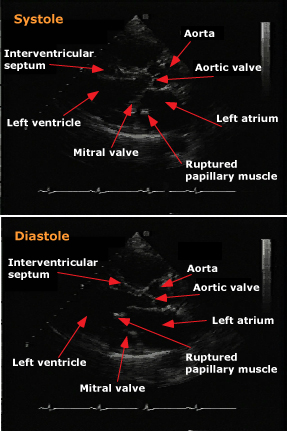 Systole
Aorta
Interventricular
septum
Aortic valve
Left ventricle
Left atrium
Mitral valve
Ruptured
papillary muscle
Diastole
Interventricular
septum
Aorta
Aortic valve
Left atrium
Left ventricle
Ruptured
papillary muscle
Mitral valve